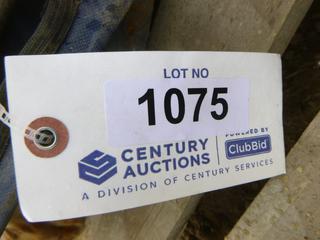 LOT NO
1075
CENTURY
AUCTIONS
POWERED BY
ClubBid
A DIVISION OF CENTURY SERVICES